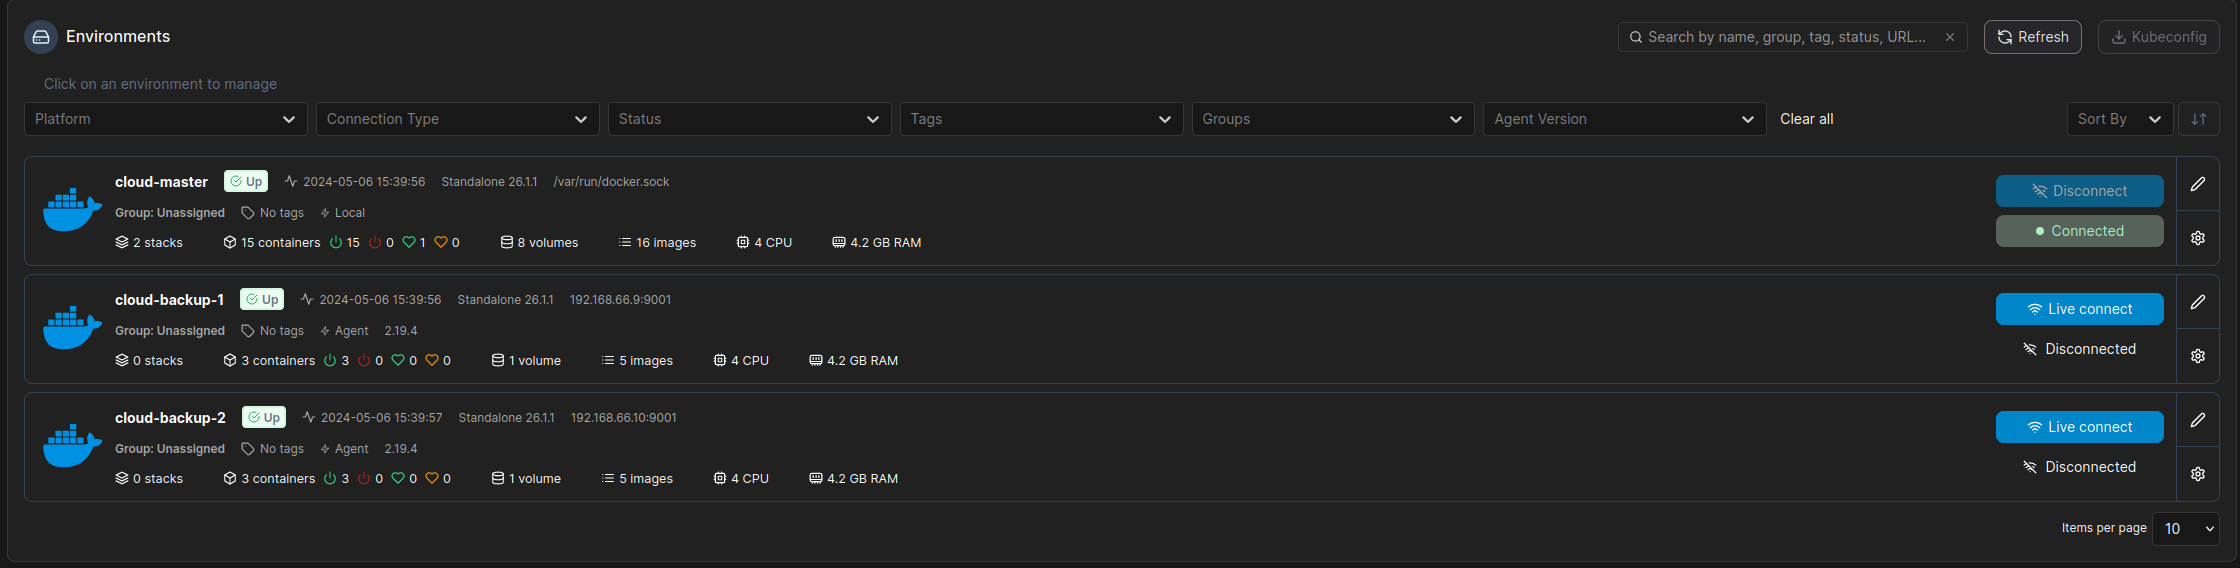 Environments
Search by name, group, tag, status, URL...
Refresh
Kubeconfig
Click on an environment to manage
Platform
Connection Type
Status
Tags
Groups
Agent Version
Clear all
Sort By
cloud-master Up 2024-05-06 15:39:56 Standalone 26.1.1 /var/run/docker.sock
Group: Unassigned No tags Local
2 stacks 15 containers 15 0 1 0 8 volumes 16 images 4 CPU 4.2 GB RAM
Disconnect
Connected
cloud-backup-1 Up 2024-05-06 15:39:56 Standalone 26.1.1 192.168.66.9:9001
Group: Unassigned No tags Agent 2.19.4
0 stacks 3 containers 3 0 0 0 1 volume 5 images 4 CPU 4.2 GB RAM
Live connect
Disconnected
cloud-backup-2 Up 2024-05-06 15:39:57 Standalone 26.1.1 192.168.66.10:9001
Group: Unassigned No tags Agent 2.19.4
0 stacks 3 containers 3 0 0 0 1 volume 5 images 4 CPU 4.2 GB RAM
Live connect
Disconnected
Items per page 10